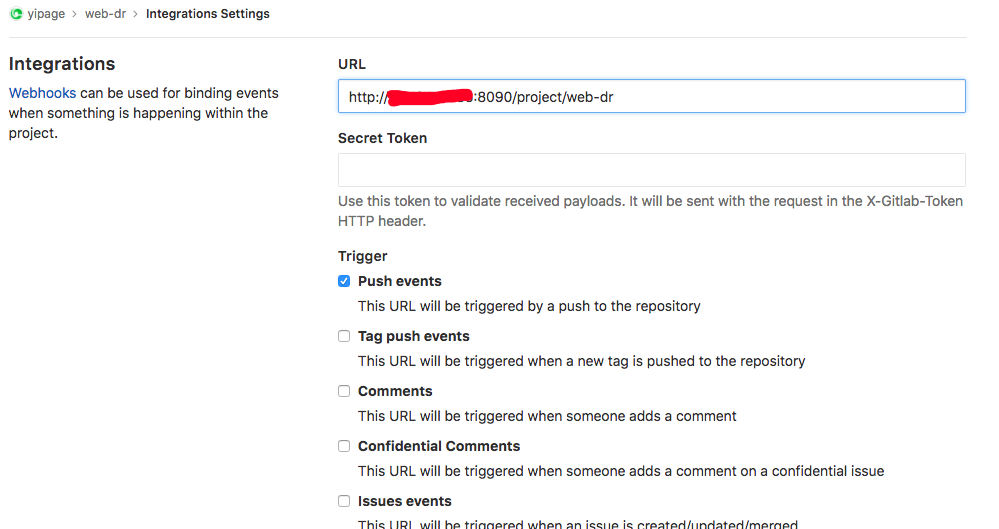 yipage > web-dr > Integrations Settings
Integrations
Webhooks can be used for binding events
when something is happening within the
project.
URL
http://:8090/project/web-dr
Secret Token
Use this token to validate received payloads. It will be sent with the request in the X-Gitlab-Token
HTTP header.
Trigger
Push events
This URL will be triggered by a push to the repository
Tag push events
This URL will be triggered when a new tag is pushed to the repository
Comments
This URL will be triggered when someone adds a comment
Confidential Comments
This URL will be triggered when someone adds a comment on a confidential issue
Issues events
This URL will be triggered when an issue is created/updated/merged